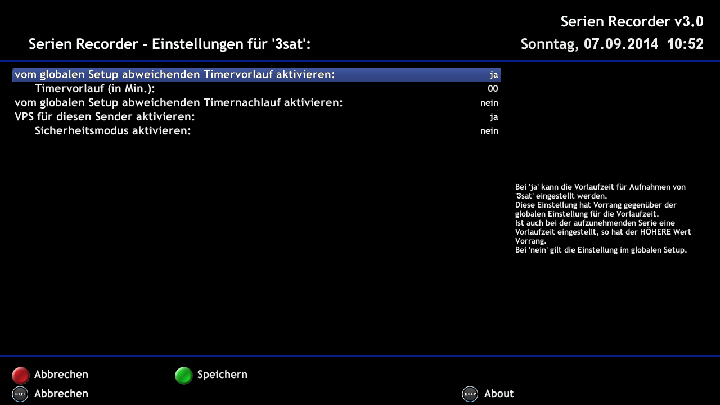 Serien Recorder v3.0
Serien Recorder - Einstellungen für '3sat':
Sonntag, 07.09.2014 10:52
vom globalen Setup abweichenden Timervorlauf aktivieren: ja
Timervorlauf (in Min.): 00
vom globalen Setup abweichenden Timernachlauf aktivieren: nein
VPS für diesen Sender aktivieren: ja
Sicherheitsmodus aktivieren: nein
Bei 'ja' kann die Vorlaufzeit für Aufnahmen von
'3sat' eingestellt werden.
Diese Einstellung hat Vorrang gegenüber der
globalen Einstellung für die Vorlaufzeit.
Ist auch bei der aufzunehmenden Serie eine
Vorlaufzeit eingestellt, so hat der HÖHERE Wert
Vorrang.
Bei 'nein' gilt die Einstellung im globalen Setup.
Abbrechen
Speichern
Abbrechen
About